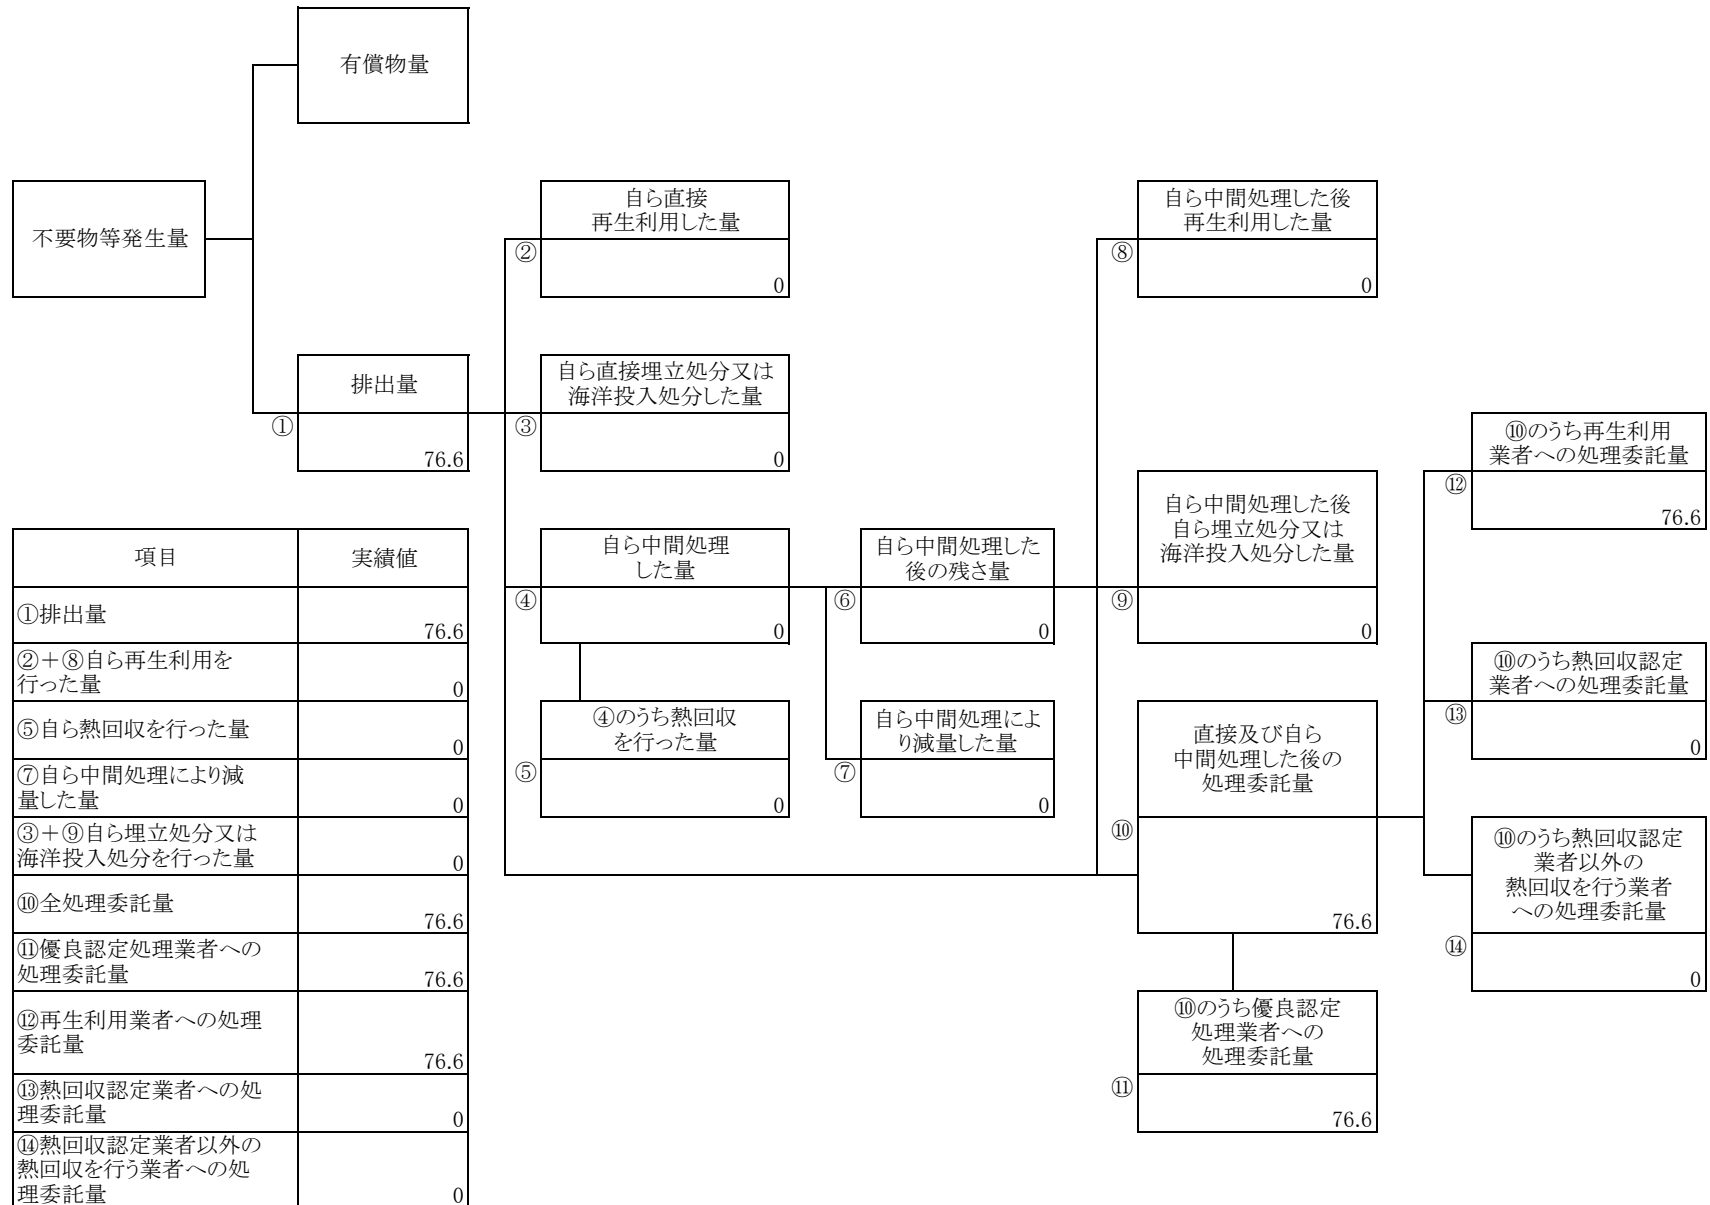 有償物量
不要物等発生量
自ら直接
再生利用した量
②
0
自ら中間処理した後
再生利用した量
⑧
0
排出量
①
76.6
自ら直接埋立処分又は
海洋投入処分した量
③
0
⑩のうち再生利用
業者への処理委託量
⑫
76.6
自ら中間処理
した量
④
0
自ら中間処理した
後の残さ量
⑥
0
自ら中間処理した後
自ら埋立処分又は
海洋投入処分した量
⑨
0
⑩のうち熱回収認定
業者への処理委託量
⑬
0
④のうち熱回収
を行った量
⑤
0
自ら中間処理によ
り減量した量
⑦
0
直接及び自ら
中間処理した後の
処理委託量
⑩
76.6
⑩のうち熱回収認定
業者以外の
熱回収を行う業者
への処理委託量
⑭
0
⑩のうち優良認定
処理業者への
処理委託量
⑪
76.6
項目 実績値
①排出量
76.6
②+⑧自ら再生利用を
行った量
0
⑤自ら熱回収を行った量
0
⑦自ら中間処理により減
量した量
0
③+⑨自ら埋立処分又は
海洋投入処分を行った量
0
⑩全処理委託量
76.6
⑪優良認定処理業者への
処理委託量
76.6
⑫再生利用業者への処理
委託量
76.6
⑬熱回収認定業者への処
理委託量
0
⑭熱回収認定業者以外の
熱回収を行う業者への処
理委託量
0